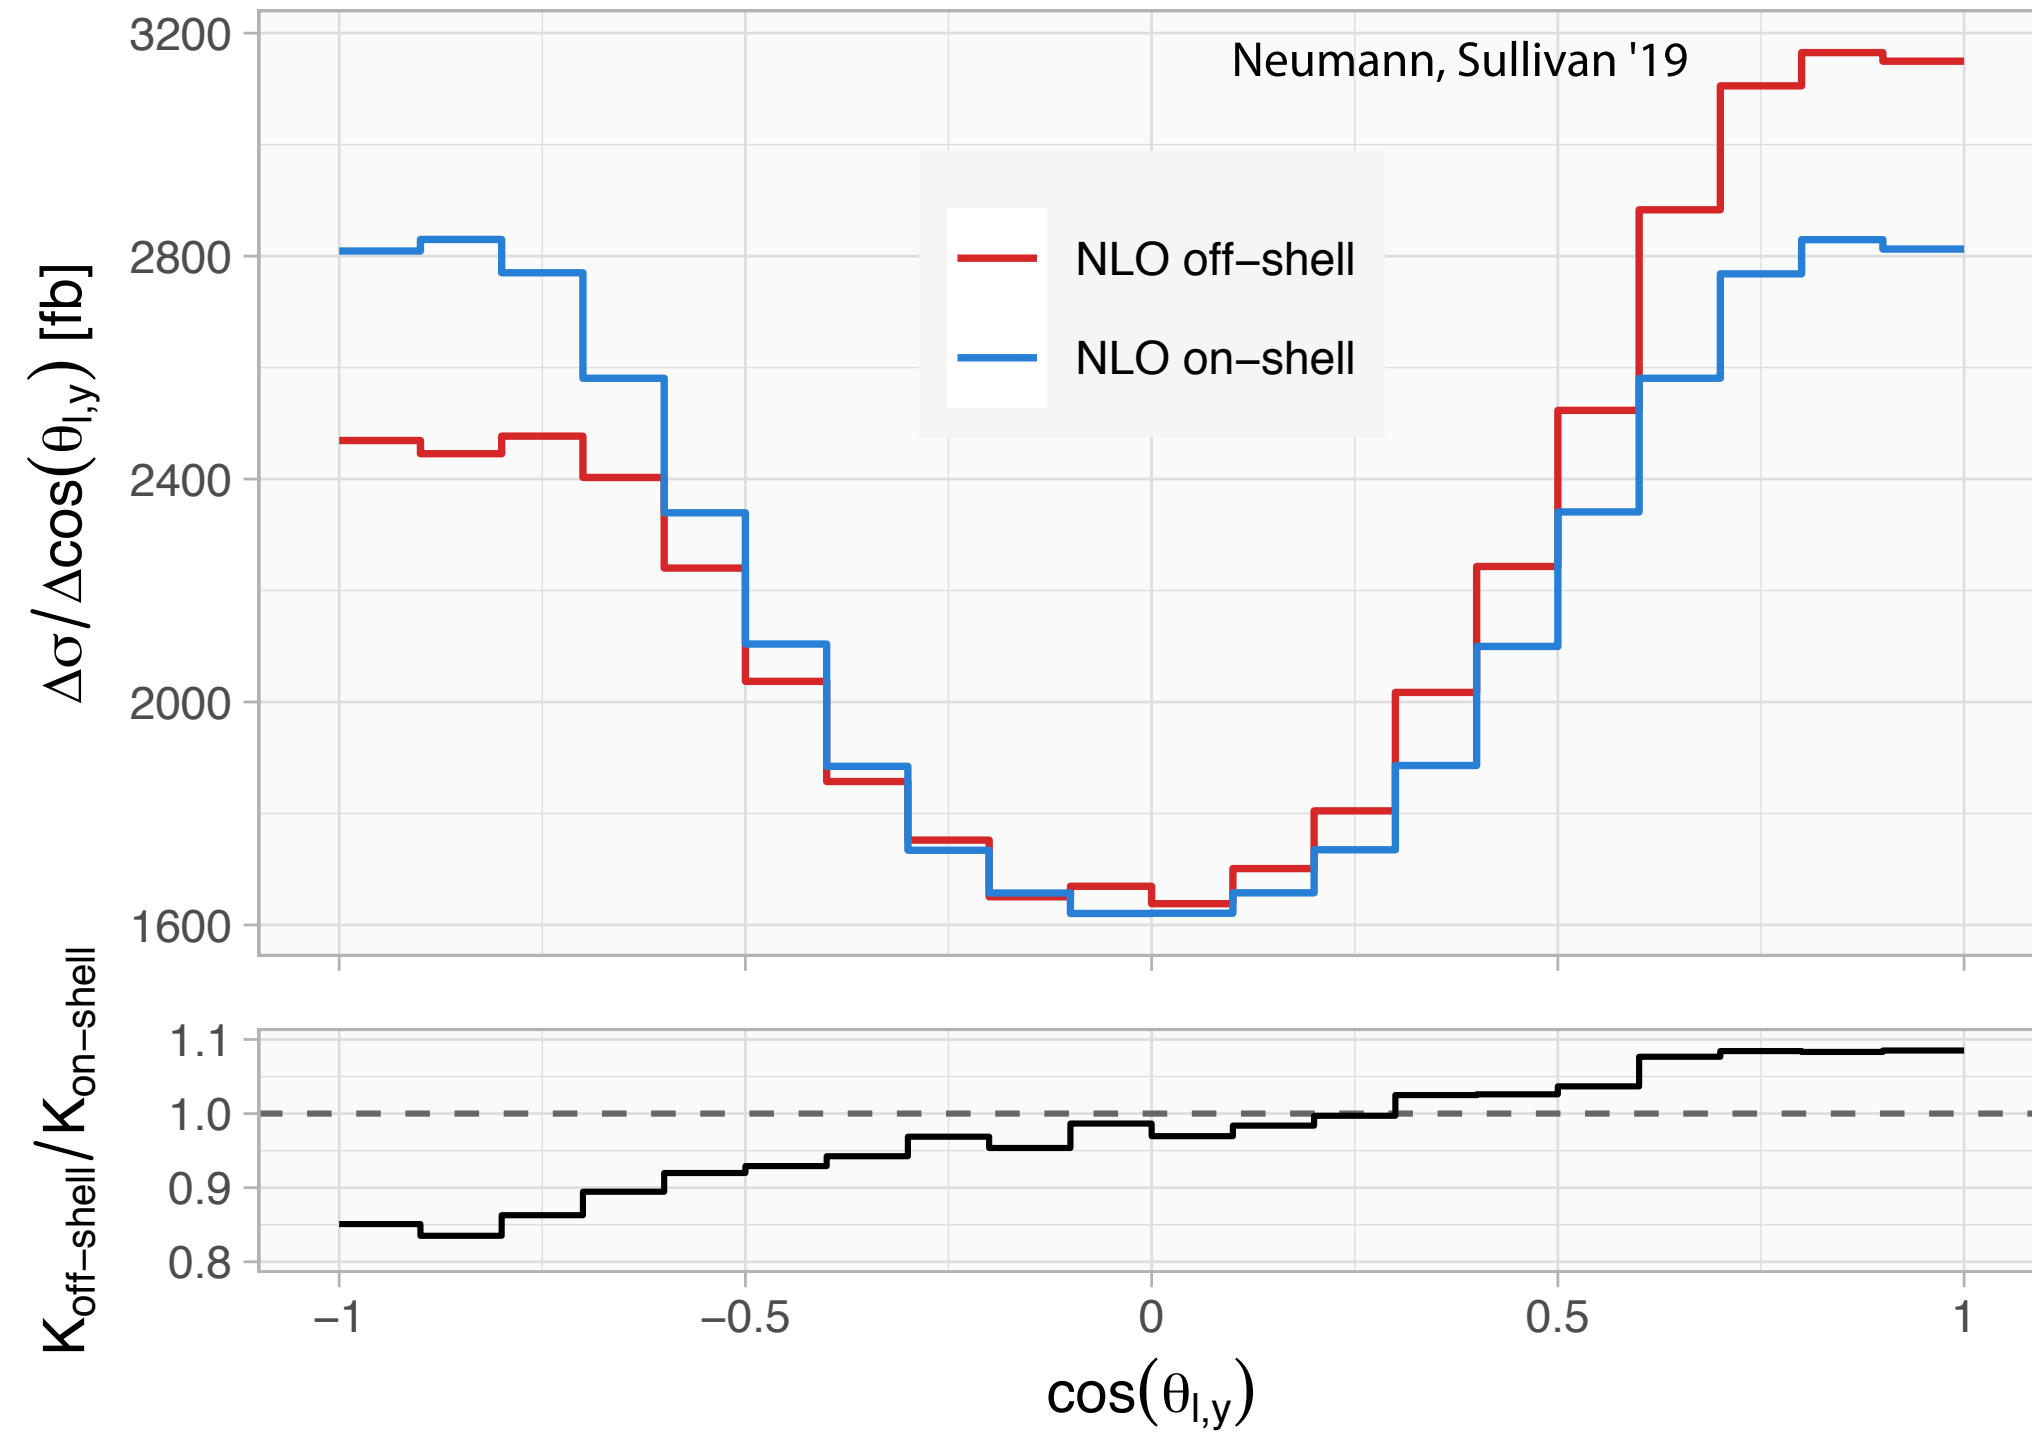 Neumann, Sullivan '19
NLO off−shell
NLO on−shell
Δσ/Δcos(θl,y) [fb]
3200
2800
2400
2000
1600
Koff−shell/Kon−shell
1.1
1.0
0.9
0.8
−1 −0.5 0 0.5 1
cos(θl,y)